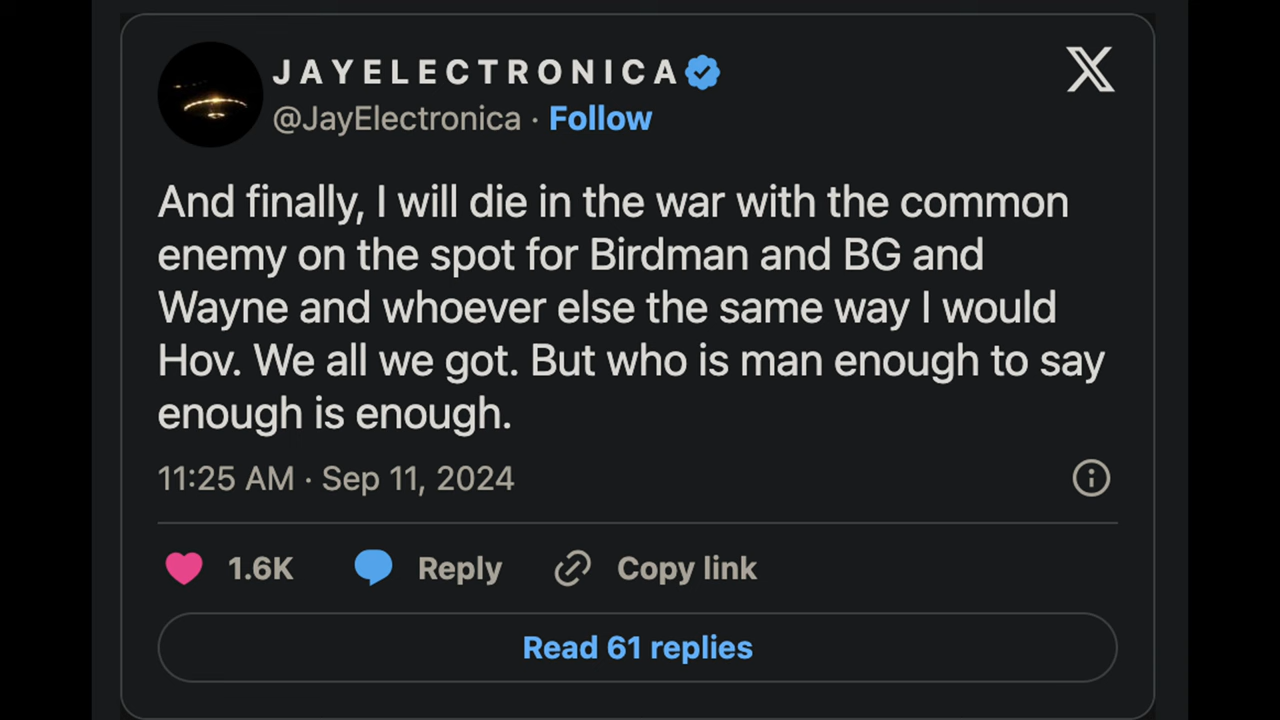 JAYELECTRONICA
@JayElectronica · Follow
And finally, I will die in the war with the common
enemy on the spot for Birdman and BG and
Wayne and whoever else the same way I would
Hov. We all we got. But who is man enough to say
enough is enough.
11:25 AM · Sep 11, 2024
1.6K Reply Copy link
Read 61 replies